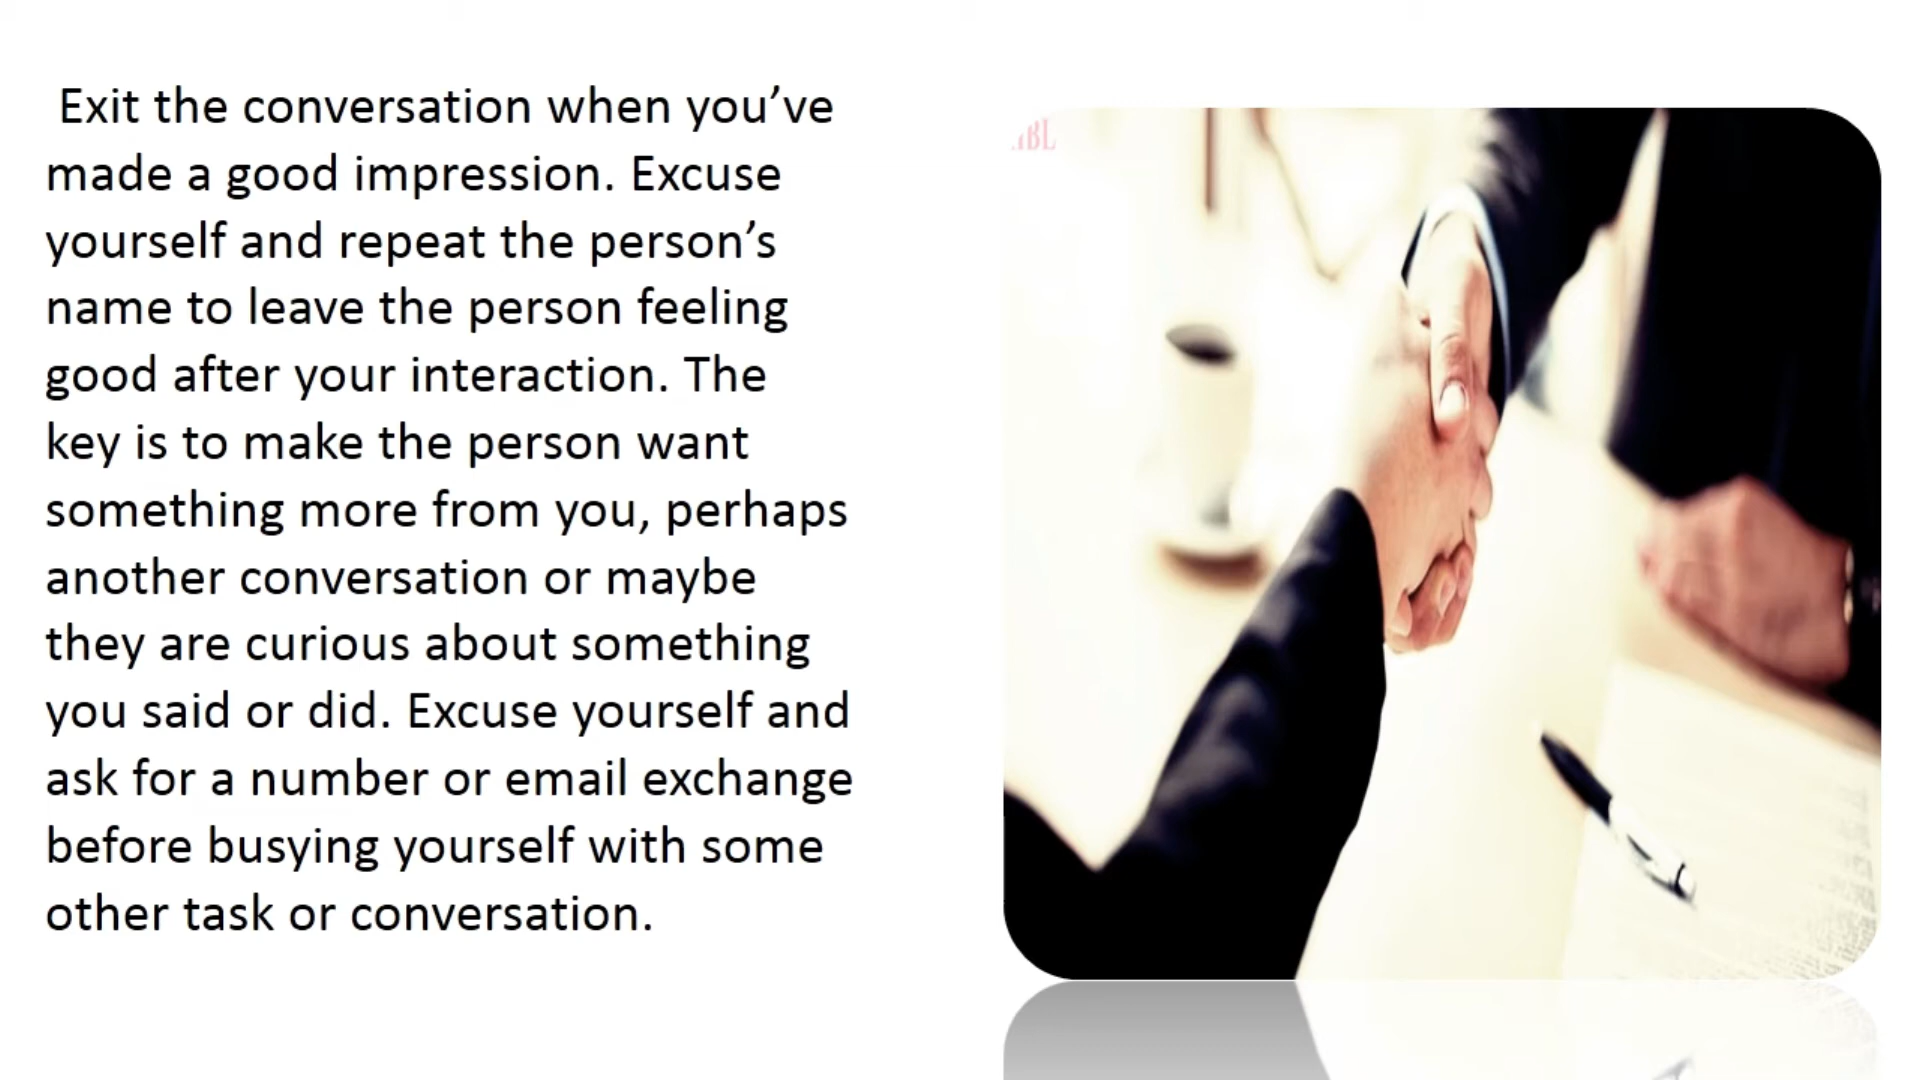 Exit the conversation when you’ve
made a good impression. Excuse
yourself and repeat the person’s
name to leave the person feeling
good after your interaction. The
key is to make the person want
something more from you, perhaps
another conversation or maybe
they are curious about something
you said or did. Excuse yourself and
ask for a number or email exchange
before busying yourself with some
other task or conversation.